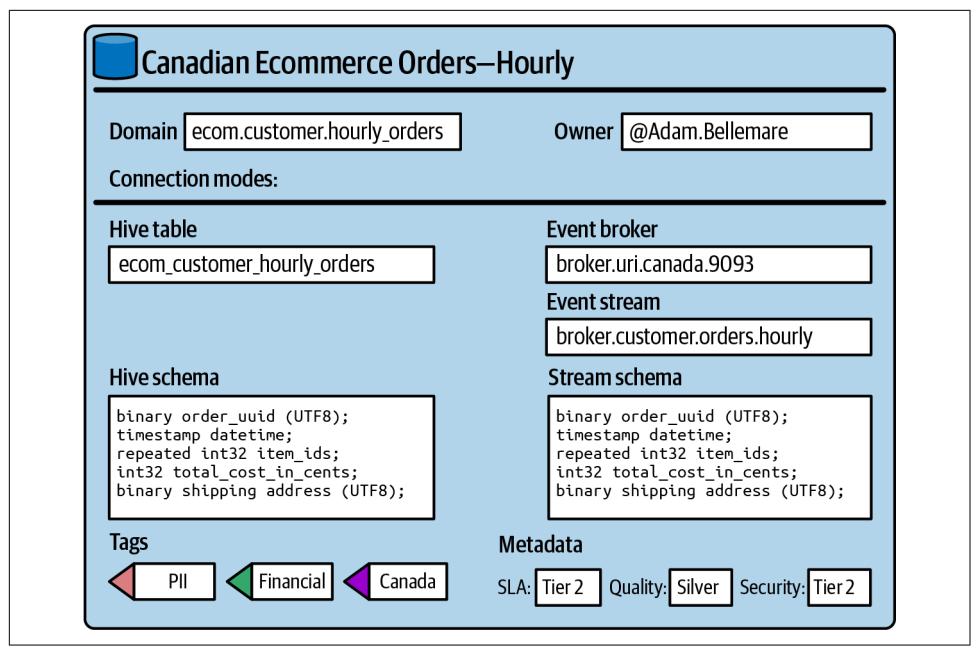 Canadian Ecommerce Orders—Hourly
Domain ecom.customer.hourly_orders Owner @Adam.Bellemare
Connection modes:
Hive table
ecom_customer_hourly_orders
Event broker
broker.uri.canada.9093
Event stream
broker.customer.orders.hourly
Hive schema
binary order_uuid (UTF8);
timestamp datetime;
repeated int32 item_ids;
int32 total_cost_in_cents;
binary shipping address (UTF8);
Stream schema
binary order_uuid (UTF8);
timestamp datetime;
repeated int32 item_ids;
int32 total_cost_in_cents;
binary shipping address (UTF8);
Tags
PII Financial Canada
Metadata
SLA: Tier 2 Quality: Silver Security: Tier 2